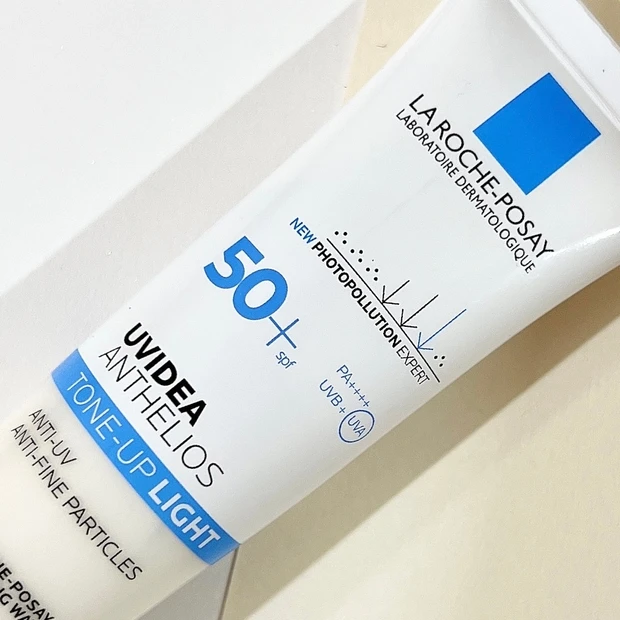 LA ROCHE-POSAY
LABORATOIRE DERMATOLOGIQUE
NEW PHOTOPOLLUTION EXPERT
50+
SPF
PA++++
UVB + UVA
UVIDEA
ANTHELIOS
TONE-UP LIGHT
ANTI-UV
ANTI-FINE PARTICLES
-POSAY